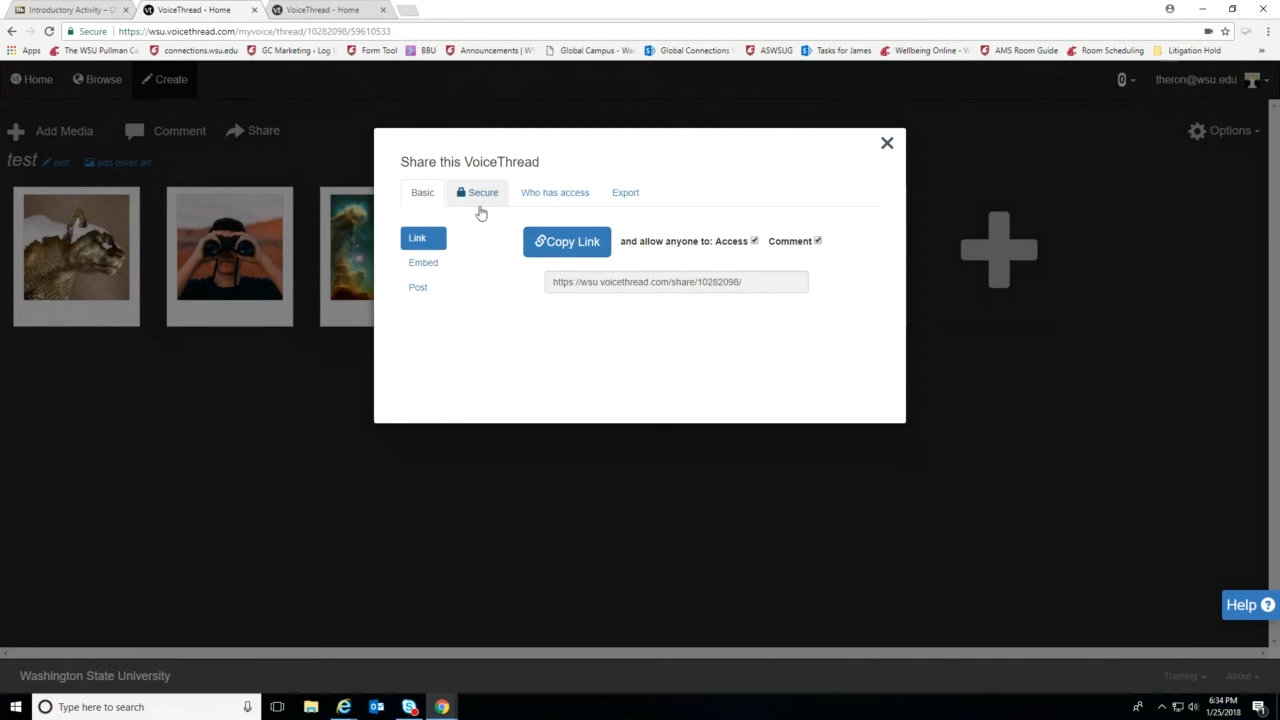 Introductory Activity – G
VoiceThread - Home
VoiceThread - Home
Secure
https://wsu.voicethread.com/myvoice/thread/10282098/59610533
Apps
The WSU Pullman Ca
connections.wsu.edu
GC Marketing - Log
Form Tool
BBU
Announcements | W
Global Campus - Wa
Global Connections
ASWSUG
Tasks for James
Wellbeing Online - W
AMS Room Guide
Room Scheduling
Litigation Hold
»
Home
Browse
Create
0
theron@wsu.edu
Add Media
Comment
Share
Options
test
edit
add cover art
Share this VoiceThread
Basic
Secure
Who has access
Export
Link
Embed
Post
Copy Link
and allow anyone to: Access
Comment
https://wsu.voicethread.com/share/10282098/
Help ?
Washington State University
Training
About
Type here to search
6:34 PM
1/25/2018